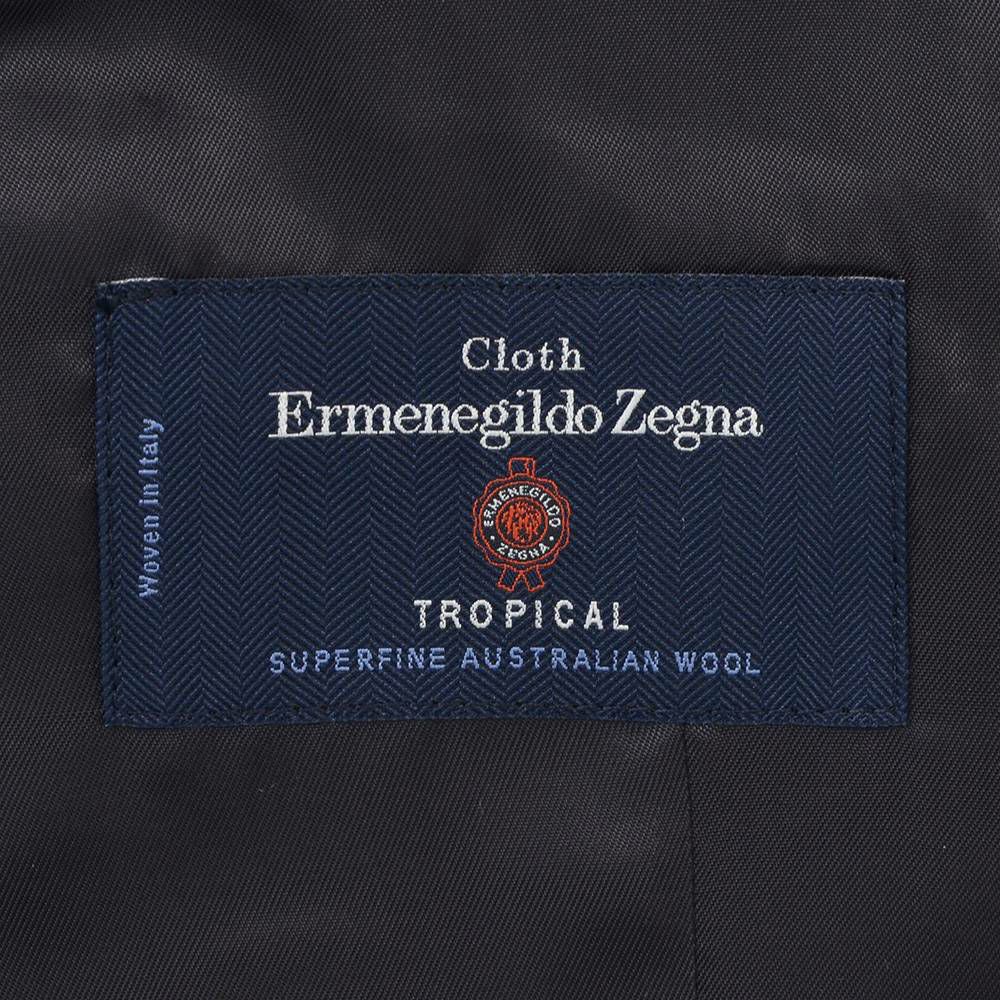 Cloth
Ermenegildo Zegna
ERMENEGILDO
ZEGNA
TROPICAL
SUPERFINE AUSTRALIAN WOOL
Woven in Italy